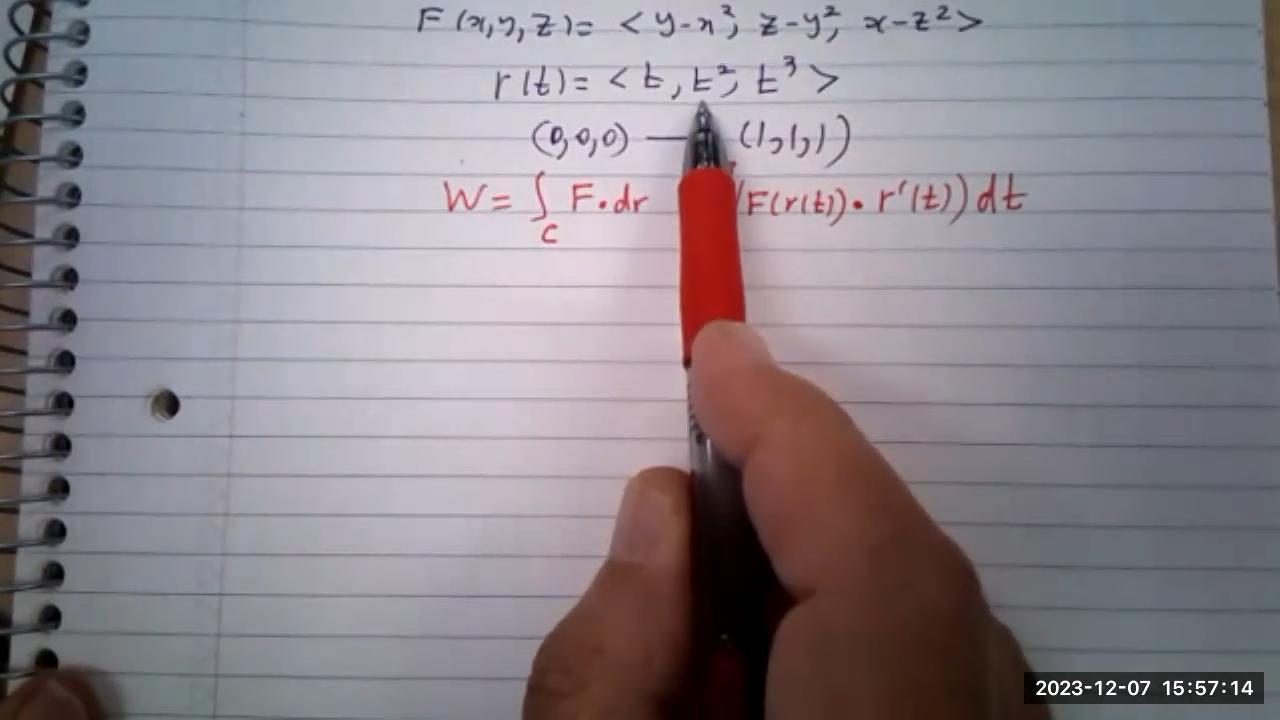 F(x,y,z)= <y-x², z-y², x-z²>
r(t)= <t, t², t³>
(0,0,0) — (1,1,1)
W= ∫ F·dr (F(r(t))·r'(t))dt
C
2023-12-07 15:57:14